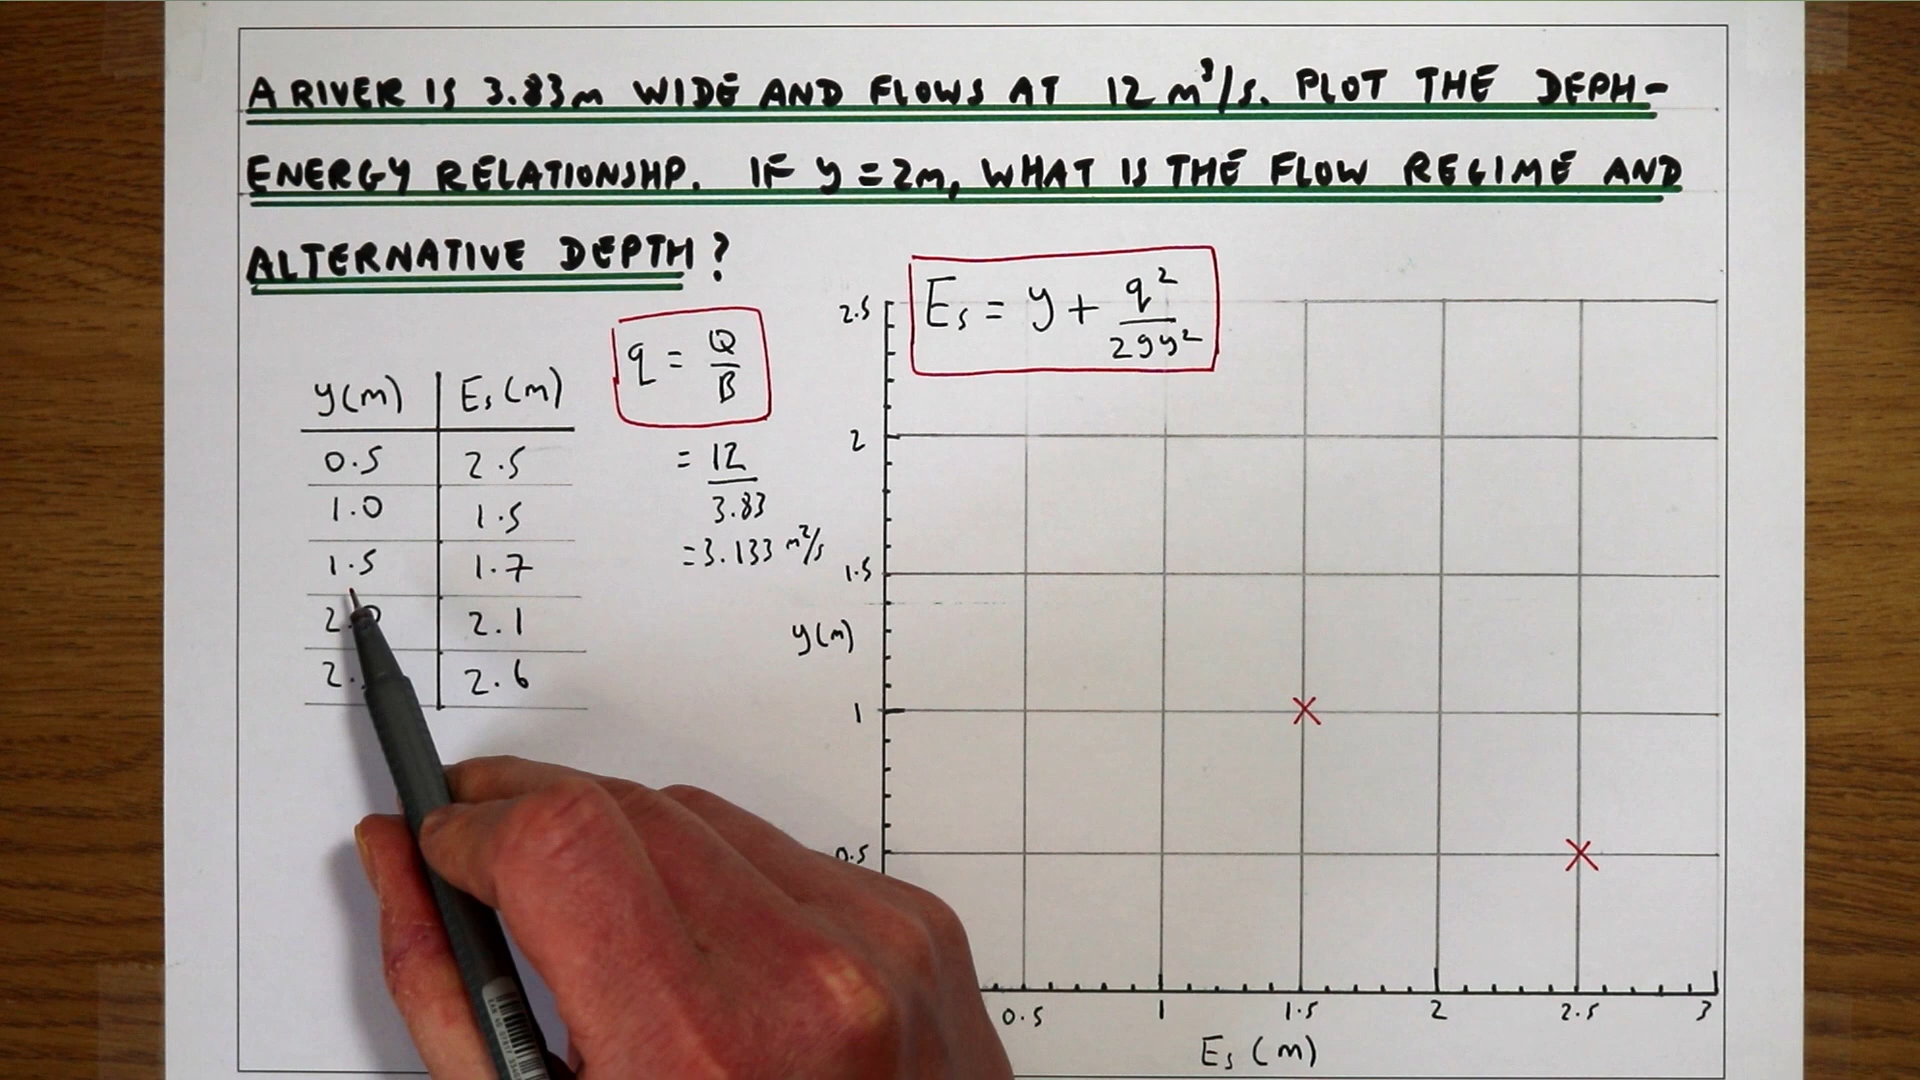 A RIVER IS 3.83m WIDE AND FLOWS AT 12 m³/s. PLOT THE DEPH-
ENERGY RELATIONSHP. IF y = 2m, WHAT IS THE FLOW REGIME AND
ALTERNATIVE DEPTH?
y(m) Es(m)
0.5 2.5
1.0 1.5
1.5 1.7
2.0 2.1
2. 2.6
q = Q/B
= 12/3.83
= 3.133 m²/s
Es = y + q²/2gy²
2.5
2
1.5
y(m)
1
0.5
0.5 1 1.5 2 2.5 3
Es (m)